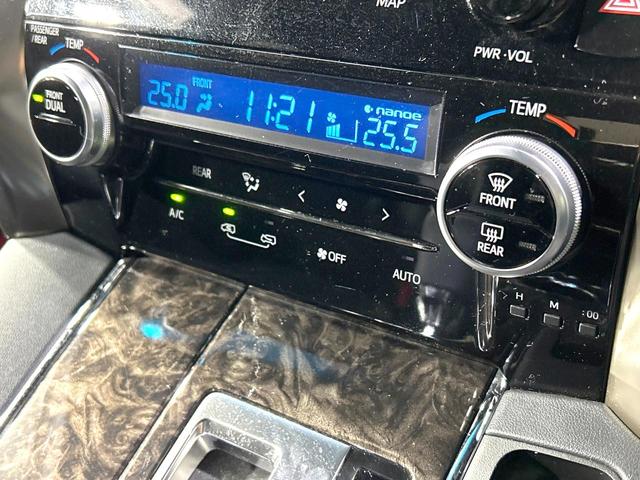 MAP
PWR·VOL
PASSENGER
/REAR
TEMP
FRONT
DUAL
FRONT
25.0
11:21
nanoe
25.5
TEMP
FRONT
REAR
REAR
A/C
OFF
AUTO
H
M
:00